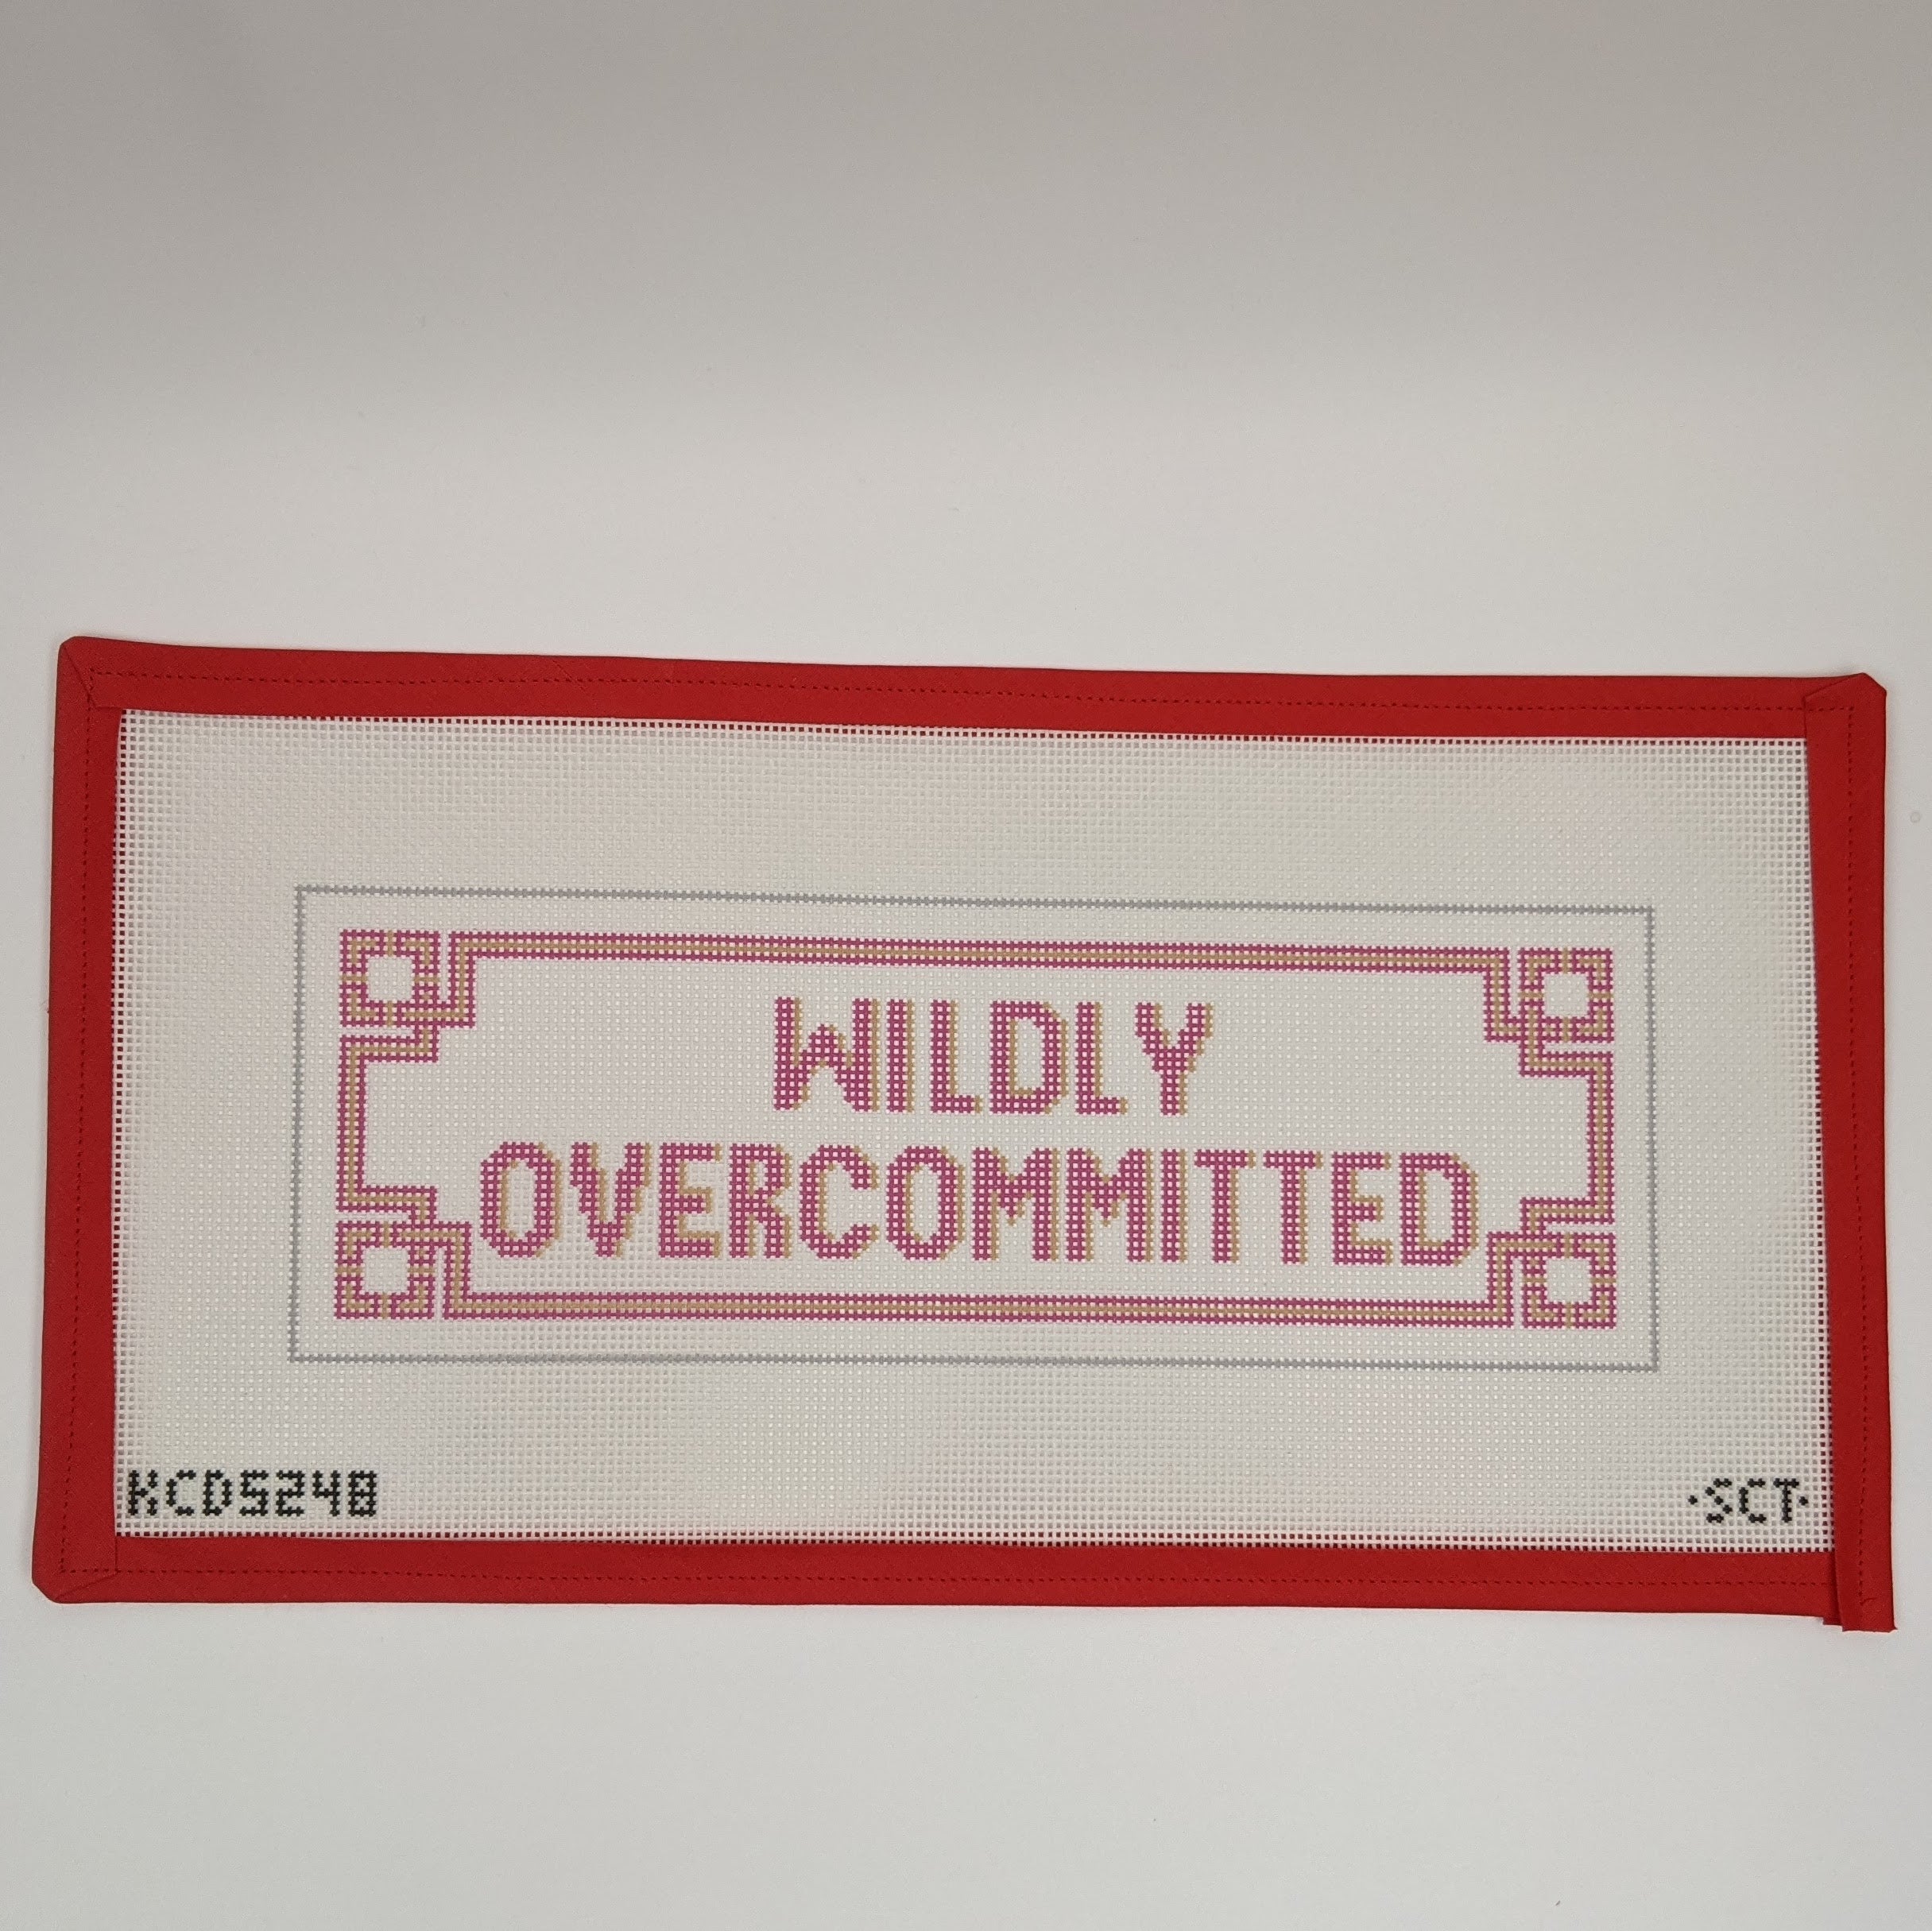 WILDLY
OVERCOMMITTED
KCD5248
·SCT·